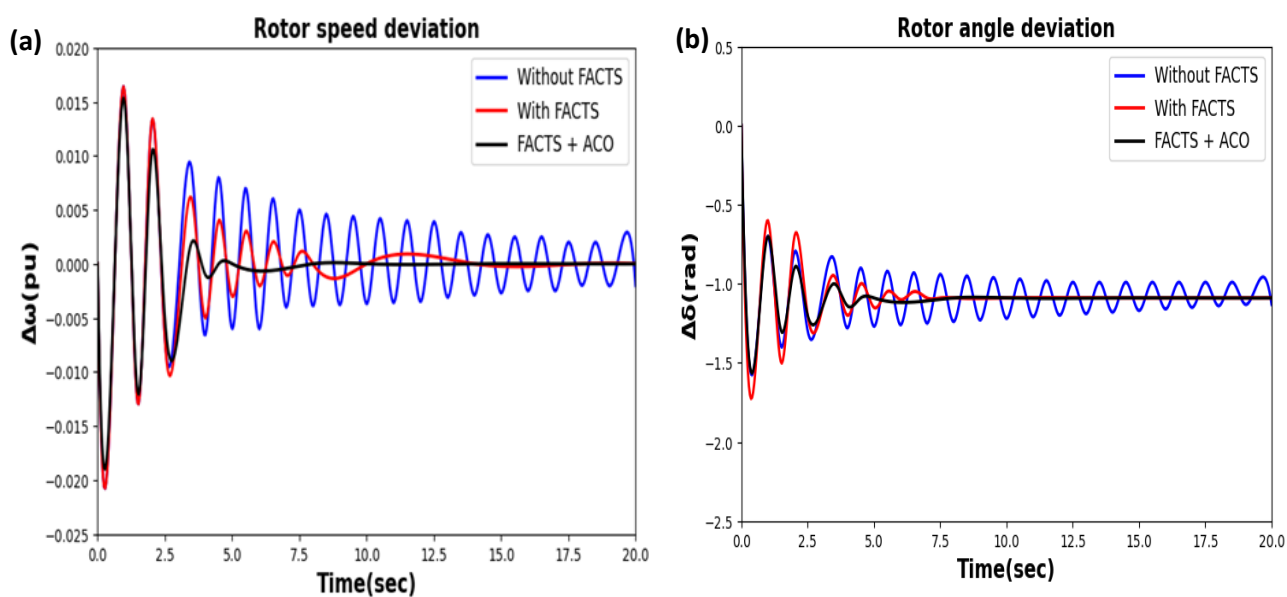 (a)
Rotor speed deviation
0.020
0.015
0.010
0.005
0.000
−0.005
−0.010
−0.015
−0.020
−0.025
Δω(pu)
Without FACTS
With FACTS
FACTS + ACO
0.0 2.5 5.0 7.5 10.0 12.5 15.0 17.5 20.0
Time(sec)
(b)
Rotor angle deviation
0.5
0.0
−0.5
−1.0
−1.5
−2.0
−2.5
Δδ(rad)
Without FACTS
With FACTS
FACTS + ACO
0.0 2.5 5.0 7.5 10.0 12.5 15.0 17.5 20.0
Time(sec)